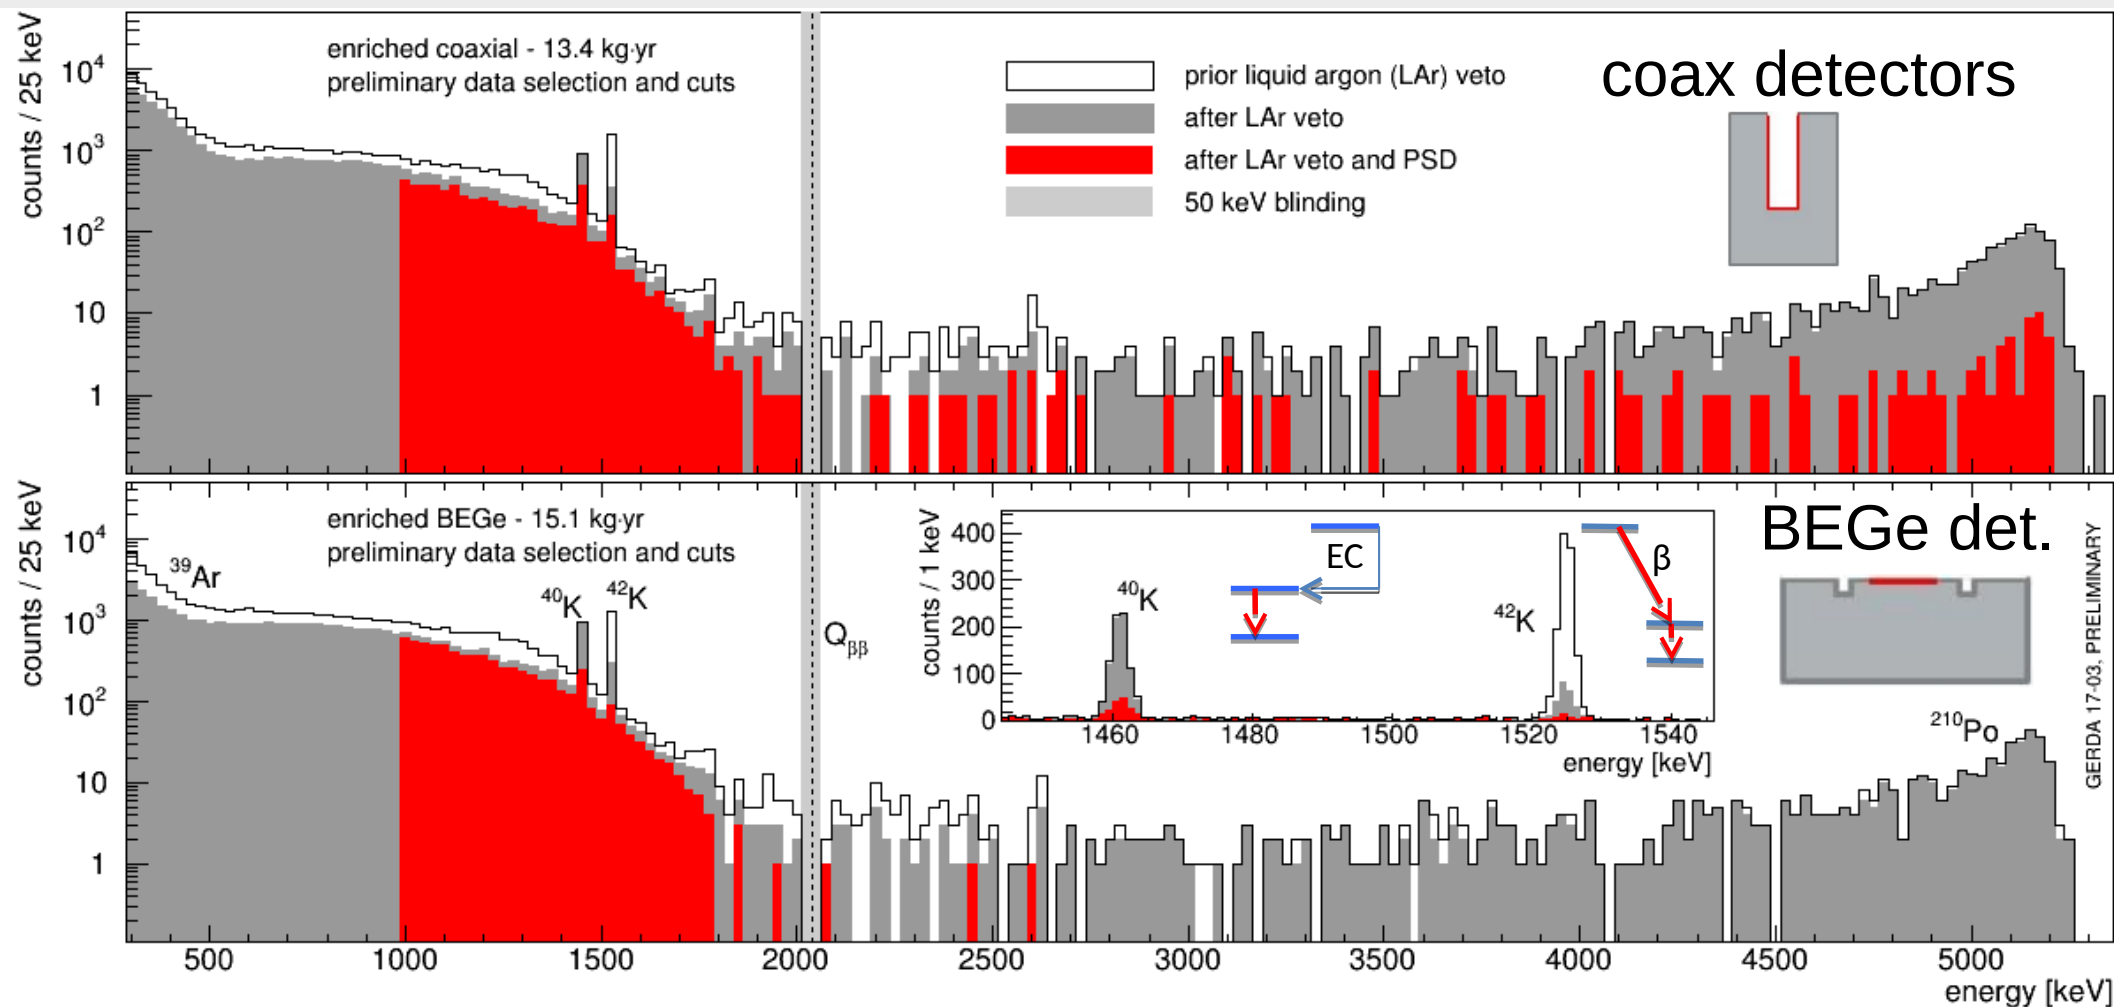 counts / 25 keV
10⁴
10³
10²
10
1
enriched coaxial - 13.4 kg·yr
preliminary data selection and cuts
prior liquid argon (LAr) veto
after LAr veto
after LAr veto and PSD
50 keV blinding
coax detectors
counts / 25 keV
10⁴
10³
10²
10
1
enriched BEGe - 15.1 kg·yr
preliminary data selection and cuts
³⁹Ar
⁴⁰K
⁴²K
Qββ
counts / 1 keV
400
300
200
100
0
⁴⁰K
EC
⁴²K
β
1460 1480 1500 1520 1540
energy [keV]
BEGe det.
²¹⁰Po
GERDA 17-03, PRELIMINARY
500 1000 1500 2000 2500 3000 3500 4000 4500 5000
energy [keV]